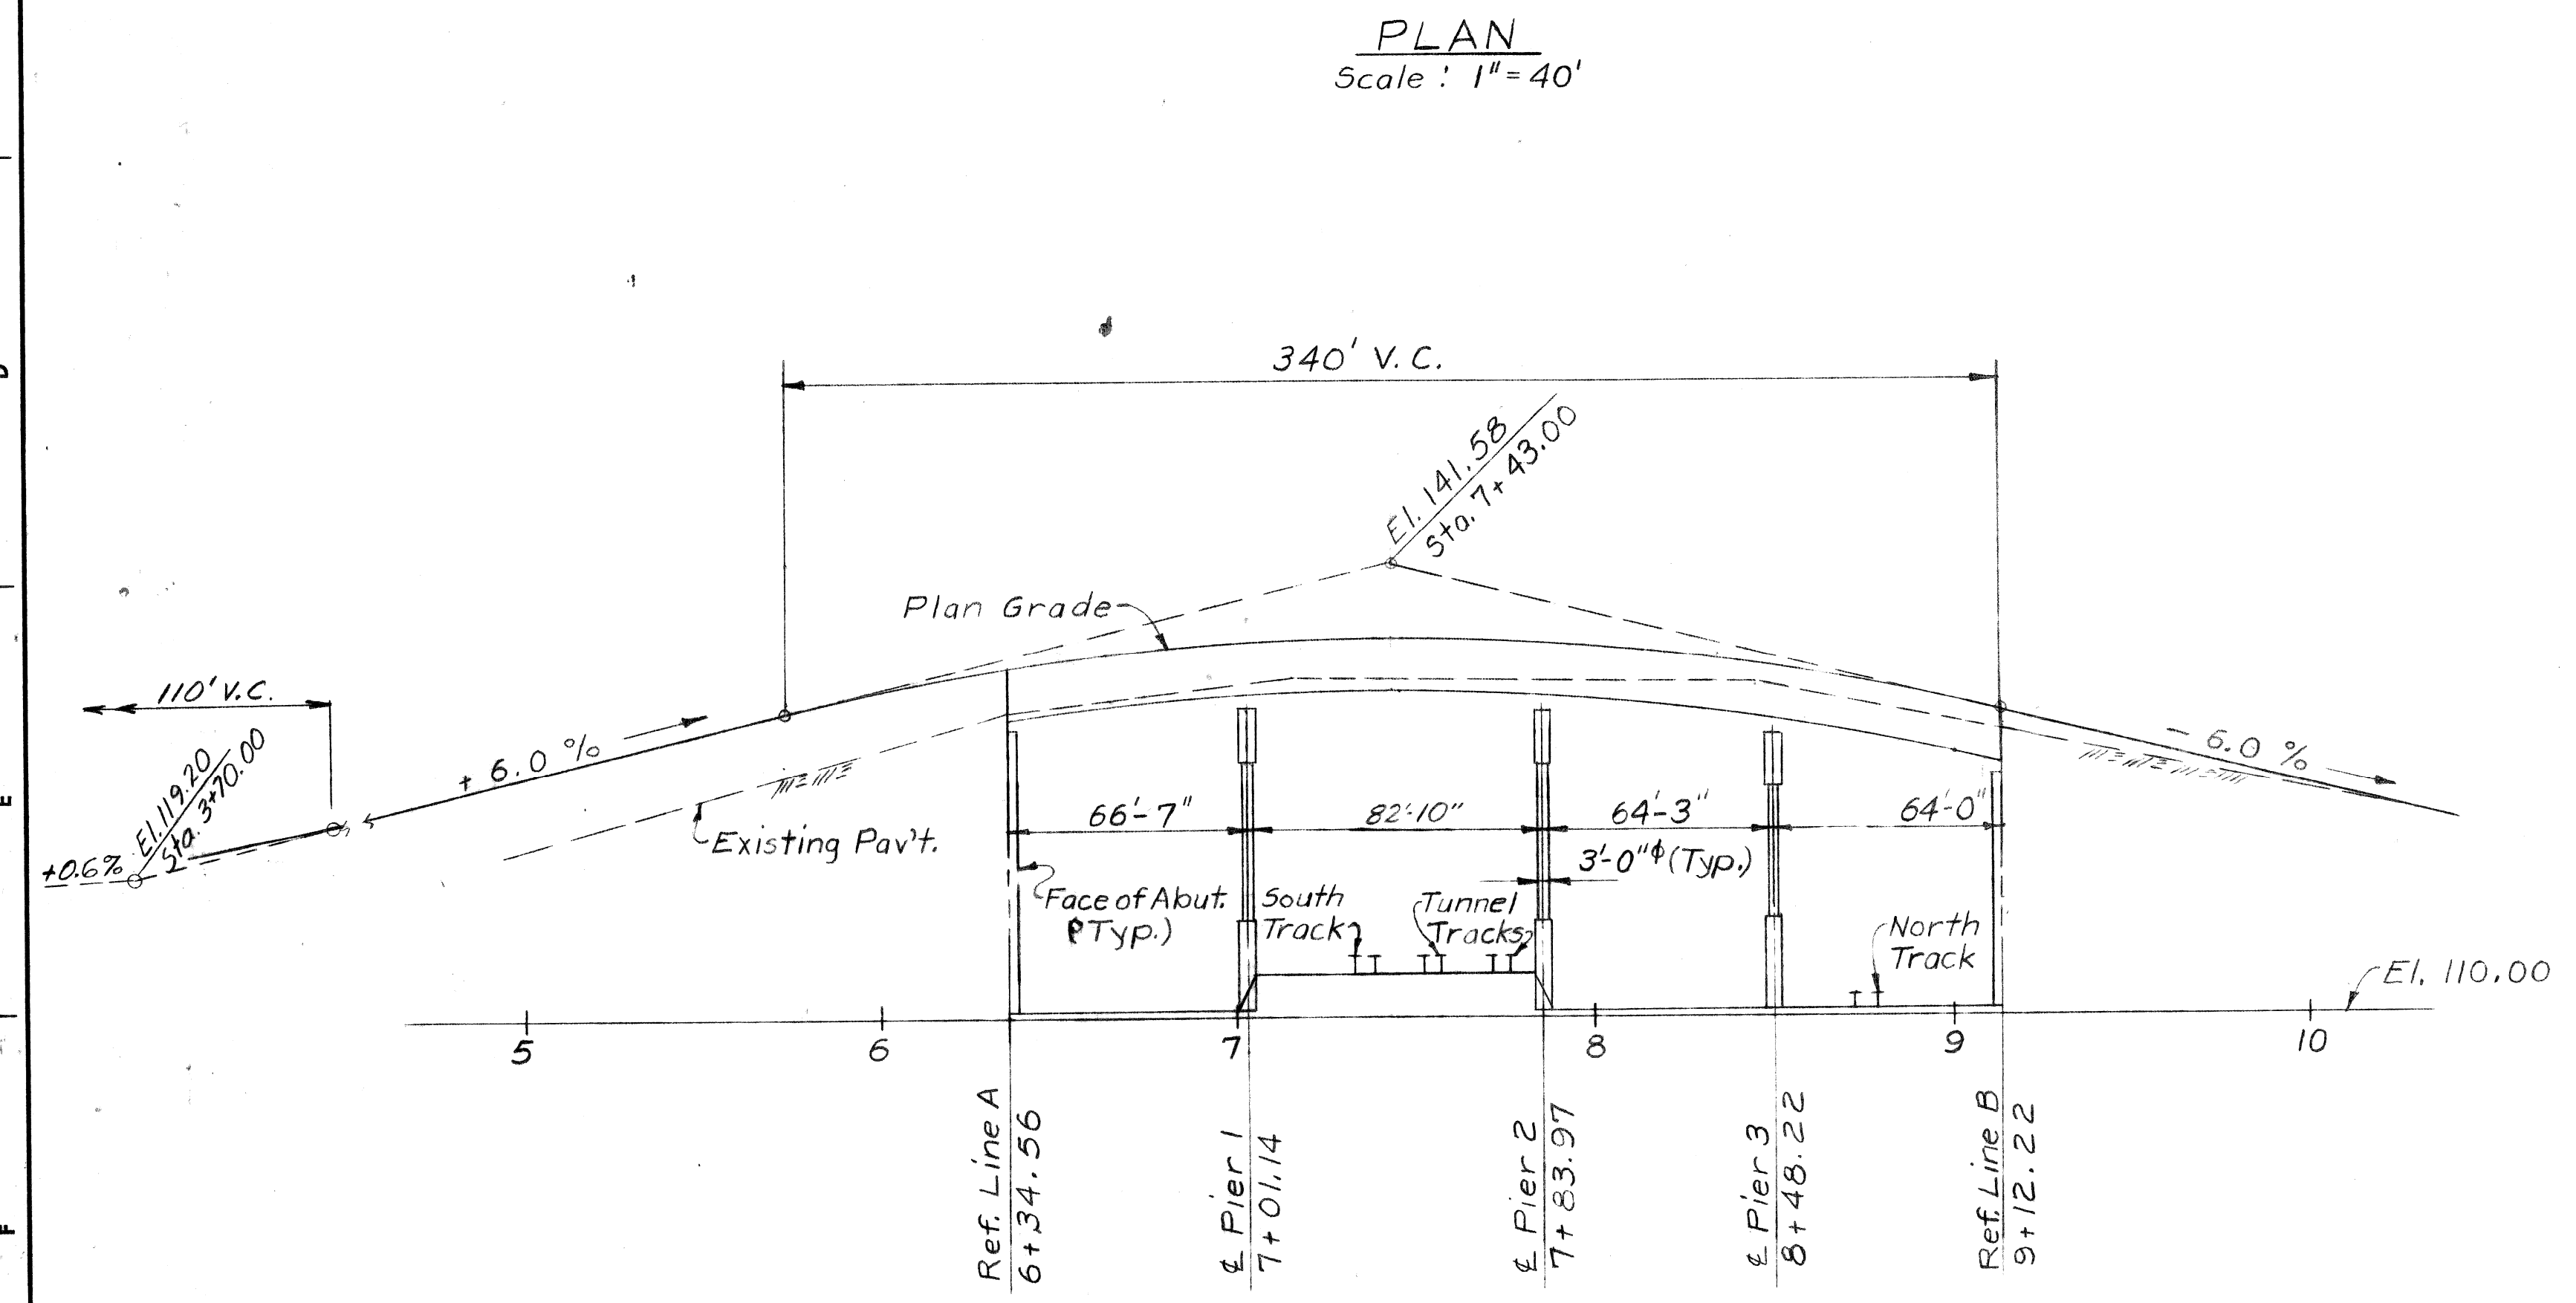 PLAN
Scale : 1" = 40'
D
340' V.C.
El. 141.58
Sta. 7+43.00
Plan Grade
110' V.C.
+ 6.0 %
- 6.0 %
El. 119.20
Sta. 3+70.00
+0.6%
E
Existing Pav't.
66'-7"
82'-10"
64'-3"
64'-0"
3'-0"ϕ (Typ.)
Face of Abut.
(Typ.)
South
Track
Tunnel
Tracks
North
Track
El. 110.00
5
6
7
8
9
10
Ref. Line A
6+34.56
℄ Pier 1
7+01.14
℄ Pier 2
7+83.97
℄ Pier 3
8+48.22
Ref. Line B
9+12.22
F